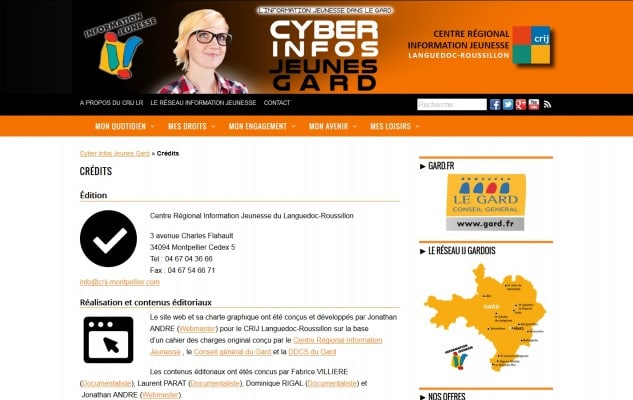 L'INFORMATION JEUNESSE DANS LE GARD
INFORMATION
JEUNESSE
CYBER
INFOS
JEUNES
GARD
CENTRE RÉGIONAL
INFORMATION JEUNESSE
LANGUEDOC-ROUSSILLON
crij
A PROPOS DU CRIJ LR
LE RÉSEAU INFORMATION JEUNESSE
CONTACT
Recherche
MON QUOTIDIEN
MES DROITS
MON ENGAGEMENT
MON AVENIR
MES LOISIRS
Cyber Infos Jeunes Gard » Crédits
CRÉDITS
Édition
Centre Régional Information Jeunesse du Languedoc-Roussillon
3 avenue Charles Flahault
34094 Montpellier Cedex 5
Tel : 04 67 04 36 66
Fax : 04 67 54 66 71
info@crij-montpellier.com
Réalisation et contenus éditoriaux
Le site web et sa charte graphique ont été conçus et développés par Jonathan
ANDRE (Webmaster) pour le CRIJ Languedoc-Roussillon sur la base
d'un cahier des charges original conçu par le Centre Régional Information
Jeunesse , le Conseil général du Gard et la DDCS du Gard
Les contenus éditoriaux ont étés concus par Fabrice VILLIERE
(Documentaliste), Laurent PARAT (Documentaliste), Dominique RIGAL (Documentaliste) et
Jonathan ANDRE (Webmaster).
► GARD.FR
LE GARD
CONSEIL GÉNÉRAL
www.gard.fr
► LE RÉSEAU IJ GARDOIS
GARD
INFORMATION
JEUNESSE
► NOS OFFRES